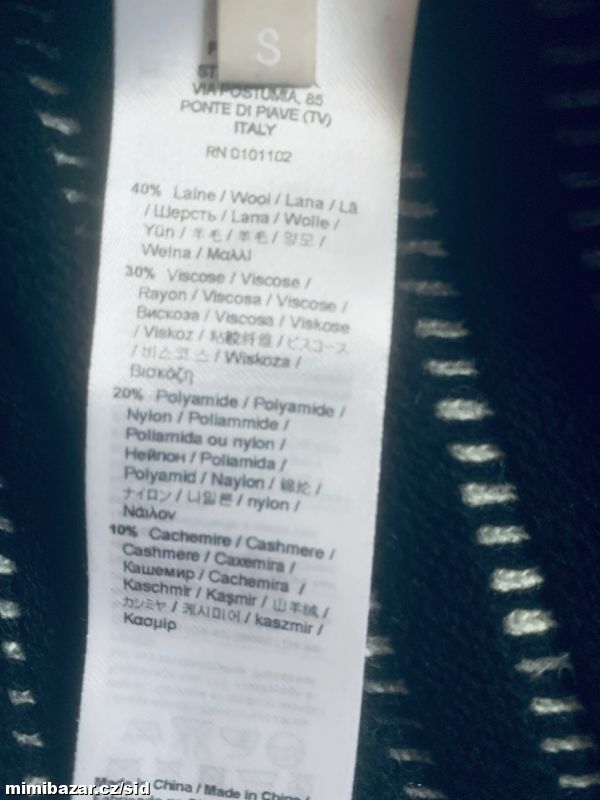 S
VIA POSTUMIA, 85
PONTE DI PIAVE (TV)
ITALY
RN 0101102
40% Laine / Wool / Lana / Lã
/ Шерсть / Lana / Wolle /
Yün / 羊毛 / 羊毛 / 양모 /
Wełna / Μαλλί
30% Viscose / Viscose /
Rayon / Viscosa / Viscose /
Вискоза / Viscosa / Viskose
/ Viskoz / 粘胶纤维 / ビスコース
/ 비스코스 / Wiskoza /
Βισκόζη
20% Polyamide / Polyamide /
Nylon / Poliammide /
Poliamida ou nylon /
Нейлон / Poliamida /
Polyamid / Naylon / 锦纶 /
ナイロン / 나일론 / nylon /
Νάιλον
10% Cachemire / Cashmere /
Cashmere / Caxemira /
Кашемир / Cachemira /
Kaschmir / Kaşmir / 山羊绒 /
カシミヤ / 캐시미어 / kaszmir /
Κασμίρ
Made in China / Made in China /
mimibazar.cz/sid